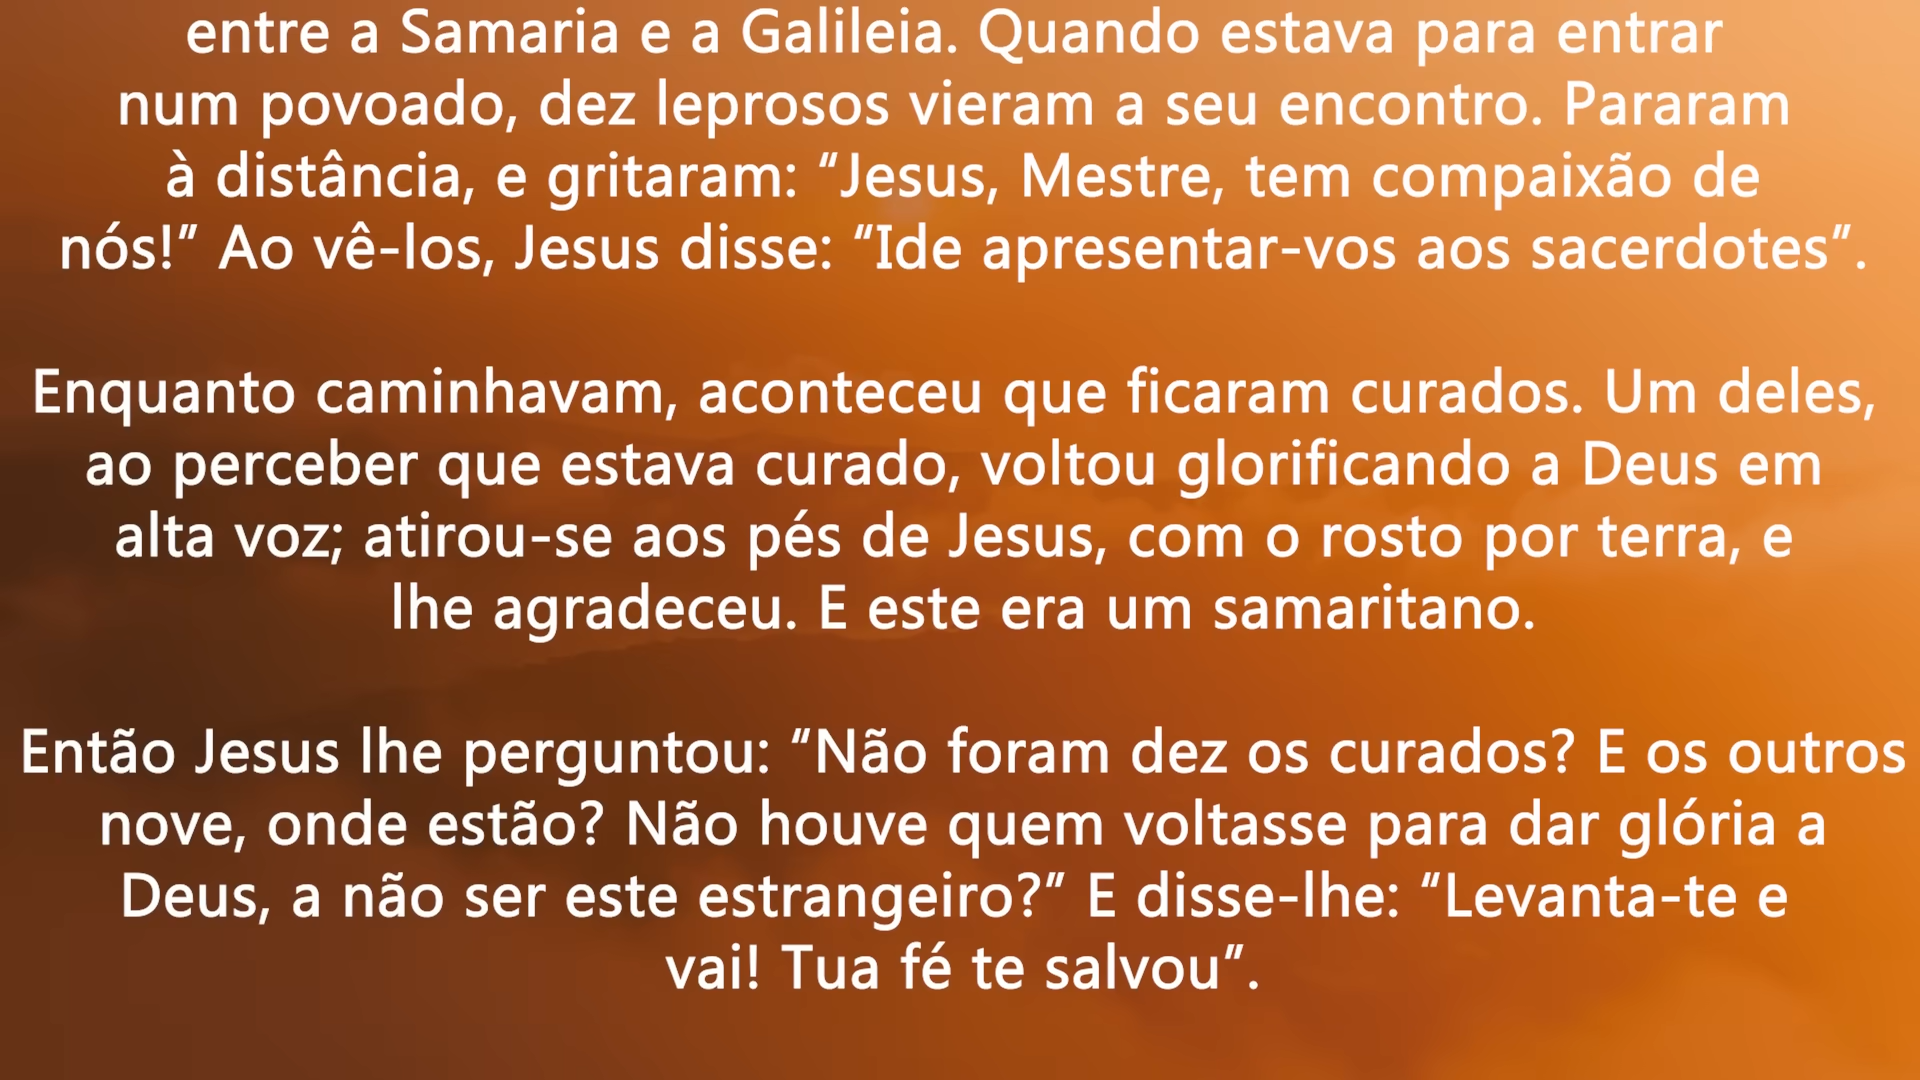 entre a Samaria e a Galileia. Quando estava para entrar
num povoado, dez leprosos vieram a seu encontro. Pararam
à distância, e gritaram: “Jesus, Mestre, tem compaixão de
nós!” Ao vê-los, Jesus disse: “Ide apresentar-vos aos sacerdotes”.
Enquanto caminhavam, aconteceu que ficaram curados. Um deles,
ao perceber que estava curado, voltou glorificando a Deus em
alta voz; atirou-se aos pés de Jesus, com o rosto por terra, e
lhe agradeceu. E este era um samaritano.
Então Jesus lhe perguntou: “Não foram dez os curados? E os outros
nove, onde estão? Não houve quem voltasse para dar glória a
Deus, a não ser este estrangeiro?” E disse-lhe: “Levanta-te e
vai! Tua fé te salvou”.